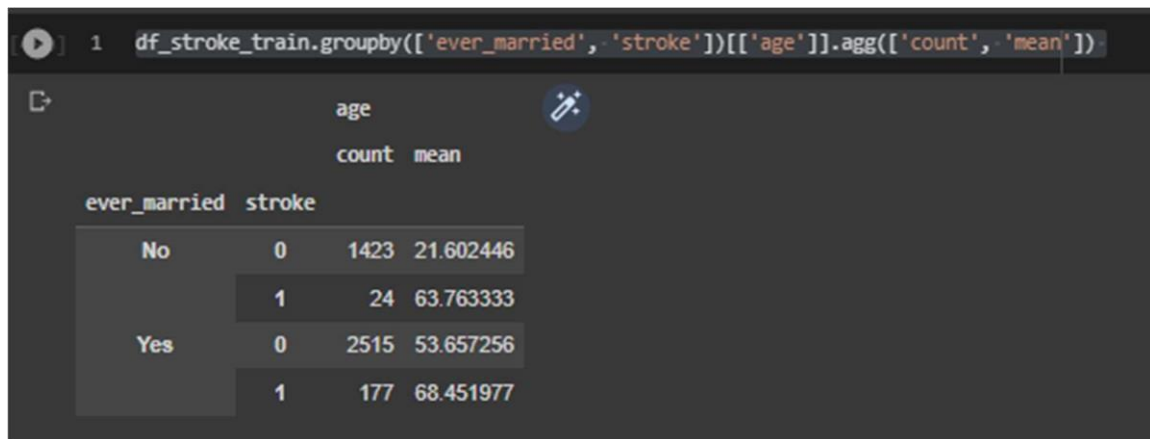 [ ] 1 df_stroke_train.groupby(['ever_married', 'stroke'])[['age']].agg(['count', 'mean'])
age
count mean
ever_married stroke
No 0 1423 21.602446
1 24 63.763333
Yes 0 2515 53.657256
1 177 68.451977